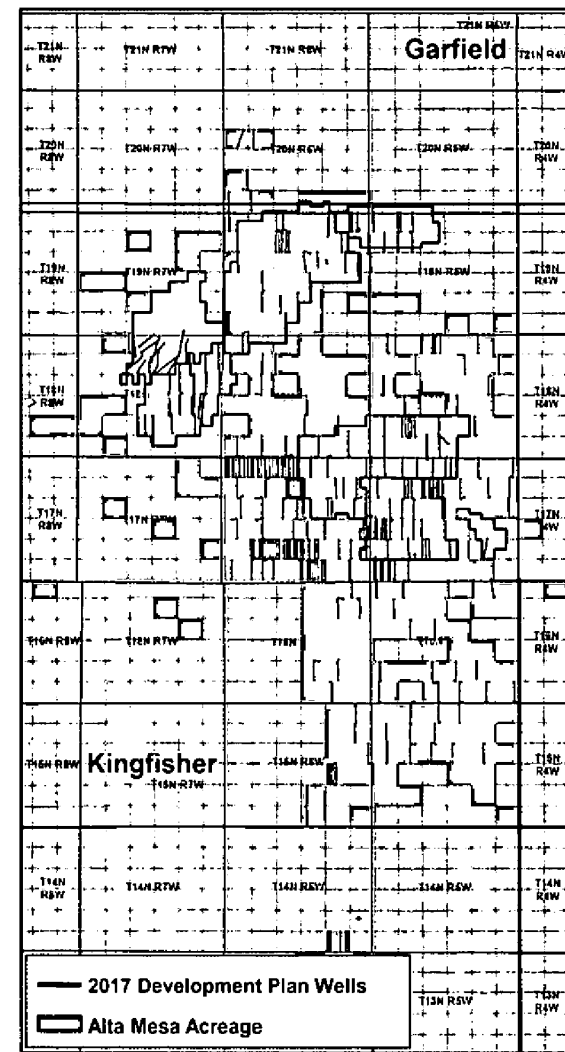 T21N R5W
T21N R8W T21N R7W T21N R6W Garfield T21N R4W
T20N R8W T20N R7W T20N R6W T20N R5W T20N R4W
T19N R8W T19N R7W T19N R5W T19N R4W
T18N R8W T18N R4W
T17N R8W T17N
T16N R8W T16N R7W T16N T16N R4W
T15N R8W Kingfisher T15N R6W T15N R4W
T15N R7W
T14N R8W T14N R7W T14N R6W T14N R5W T14N R4W
2017 Development Plan Wells T13N R5W T13N R4W
Alta Mesa Acreage